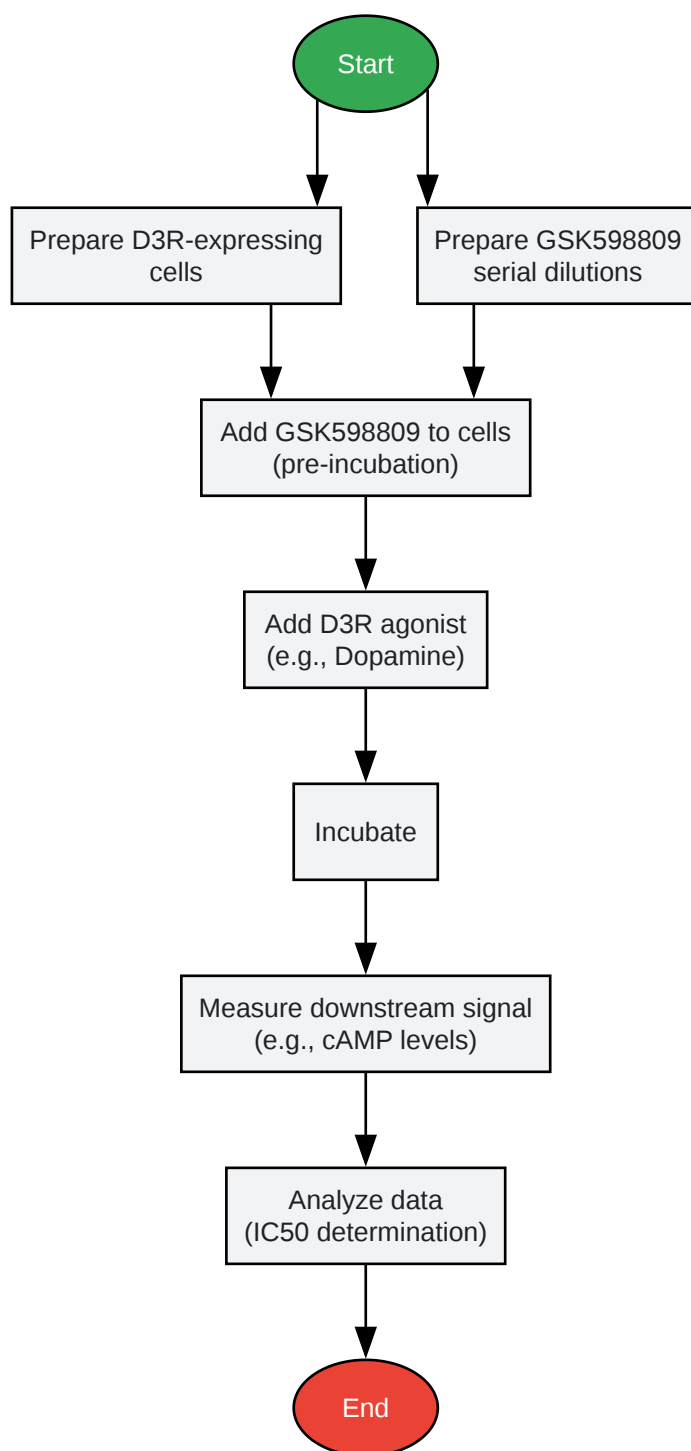 Start
Prepare D3R-expressing
cells
Prepare GSK598809
serial dilutions
Add GSK598809 to cells
(pre-incubation)
Add D3R agonist
(e.g., Dopamine)
Incubate
Measure downstream signal
(e.g., cAMP levels)
Analyze data
(IC50 determination)
End